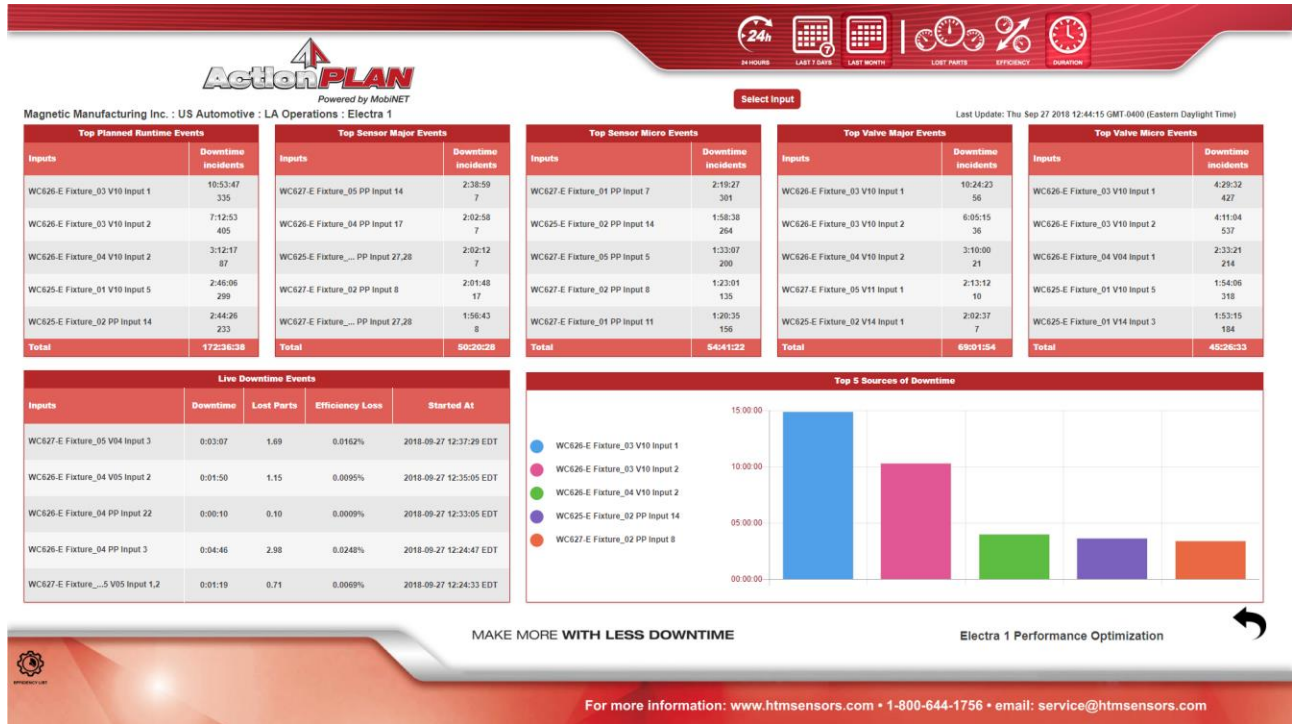 24h
7
24 HOURS
LAST 7 DAYS
LAST MONTH
LOST PARTS
EFFICIENCY
DURATION
4
ActionPLAN
Powered by MobiNET
Select Input
Magnetic Manufacturing Inc. : US Automotive : LA Operations : Electra 1
Last Update: Thu Sep 27 2018 12:44:15 GMT-0400 (Eastern Daylight Time)
Top Planned Runtime Events
Inputs Downtime incidents
WC626-E Fixture_03 V10 Input 1 10:53:47 335
WC626-E Fixture_03 V10 Input 2 7:12:53 405
WC626-E Fixture_04 V10 Input 2 3:12:17 87
WC625-E Fixture_01 V10 Input 5 2:46:06 299
WC625-E Fixture_02 PP Input 14 2:44:26 233
Total 172:36:38
Top Sensor Major Events
Inputs Downtime incidents
WC627-E Fixture_05 PP Input 14 2:38:59 7
WC626-E Fixture_04 PP Input 17 2:02:58 7
WC625-E Fixture_... PP Input 27,28 2:02:12 7
WC627-E Fixture_02 PP Input 8 2:01:48 17
WC627-E Fixture_... PP Input 27,28 1:56:43 8
Total 50:20:28
Top Sensor Micro Events
Inputs Downtime incidents
WC627-E Fixture_01 PP Input 7 2:19:27 301
WC625-E Fixture_02 PP Input 14 1:58:38 264
WC627-E Fixture_05 PP Input 5 1:33:07 200
WC627-E Fixture_02 PP Input 8 1:23:01 135
WC627-E Fixture_01 PP Input 11 1:20:35 156
Total 54:41:22
Top Valve Major Events
Inputs Downtime incidents
WC626-E Fixture_03 V10 Input 1 10:24:23 56
WC626-E Fixture_03 V10 Input 2 6:05:15 36
WC626-E Fixture_04 V10 Input 2 3:10:00 21
WC627-E Fixture_05 V11 Input 1 2:13:12 10
WC625-E Fixture_02 V14 Input 1 2:02:37 7
Total 69:01:54
Top Valve Micro Events
Inputs Downtime incidents
WC626-E Fixture_03 V10 Input 1 4:29:32 427
WC626-E Fixture_03 V10 Input 2 4:11:04 537
WC626-E Fixture_04 V04 Input 1 2:33:21 214
WC625-E Fixture_01 V10 Input 5 1:54:06 318
WC625-E Fixture_01 V14 Input 3 1:53:15 184
Total 45:26:33
Live Downtime Events
Inputs Downtime Lost Parts Efficiency Loss Started At
WC627-E Fixture_05 V04 Input 3 0:03:07 1.69 0.0162% 2018-09-27 12:37:29 EDT
WC626-E Fixture_04 V05 Input 2 0:01:50 1.15 0.0095% 2018-09-27 12:35:05 EDT
WC626-E Fixture_04 PP Input 22 0:00:10 0.10 0.0009% 2018-09-27 12:33:05 EDT
WC626-E Fixture_04 PP Input 3 0:04:46 2.98 0.0248% 2018-09-27 12:24:47 EDT
WC627-E Fixture_...5 V05 Input 1,2 0:01:19 0.71 0.0069% 2018-09-27 12:24:33 EDT
Top 5 Sources of Downtime
WC626-E Fixture_03 V10 Input 1
WC626-E Fixture_03 V10 Input 2
WC626-E Fixture_04 V10 Input 2
WC625-E Fixture_02 PP Input 14
WC627-E Fixture_02 PP Input 8
15:00:00
10:00:00
05:00:00
00:00:00
MAKE MORE WITH LESS DOWNTIME
Electra 1 Performance Optimization
EFFICIENCY LIST
For more information: www.htmsensors.com • 1-800-644-1756 • email: service@htmsensors.com